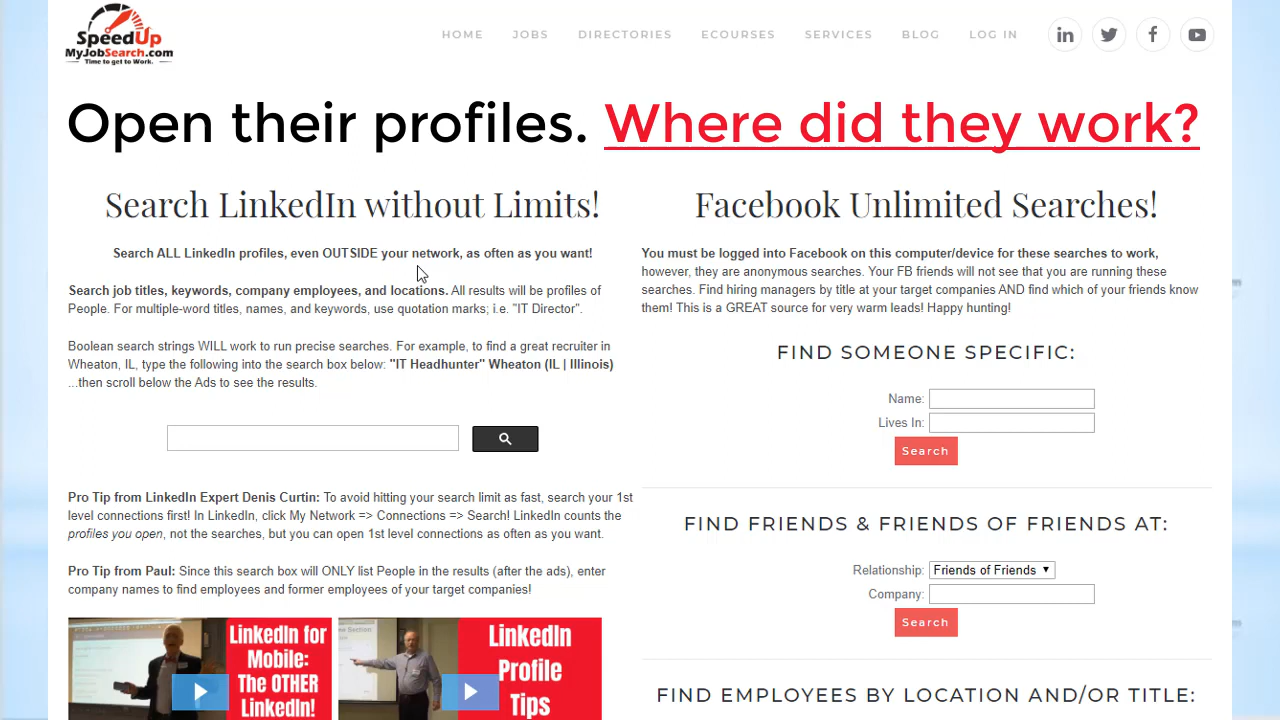 SpeedUp
MyJobSearch.com
Time to get to Work.
HOME JOBS DIRECTORIES ECOURSES SERVICES BLOG LOG IN
Open their profiles. Where did they work?
Search LinkedIn without Limits!
Search ALL LinkedIn profiles, even OUTSIDE your network, as often as you want!
Search job titles, keywords, company employees, and locations. All results will be profiles of
People. For multiple-word titles, names, and keywords, use quotation marks; i.e. "IT Director".
Boolean search strings WILL work to run precise searches. For example, to find a great recruiter in
Wheaton, IL, type the following into the search box below: "IT Headhunter" Wheaton (IL | Illinois)
...then scroll below the Ads to see the results.
Pro Tip from LinkedIn Expert Denis Curtin: To avoid hitting your search limit as fast, search your 1st
level connections first! In LinkedIn, click My Network => Connections => Search! LinkedIn counts the
profiles you open, not the searches, but you can open 1st level connections as often as you want.
Pro Tip from Paul: Since this search box will ONLY list People in the results (after the ads), enter
company names to find employees and former employees of your target companies!
LinkedIn for
Mobile:
The OTHER
LinkedIn!
LinkedIn
Profile
Tips
Facebook Unlimited Searches!
You must be logged into Facebook on this computer/device for these searches to work,
however, they are anonymous searches. Your FB friends will not see that you are running these
searches. Find hiring managers by title at your target companies AND find which of your friends know
them! This is a GREAT source for very warm leads! Happy hunting!
FIND SOMEONE SPECIFIC:
Name:
Lives In:
Search
FIND FRIENDS & FRIENDS OF FRIENDS AT:
Relationship: Friends of Friends
Company:
Search
FIND EMPLOYEES BY LOCATION AND/OR TITLE: